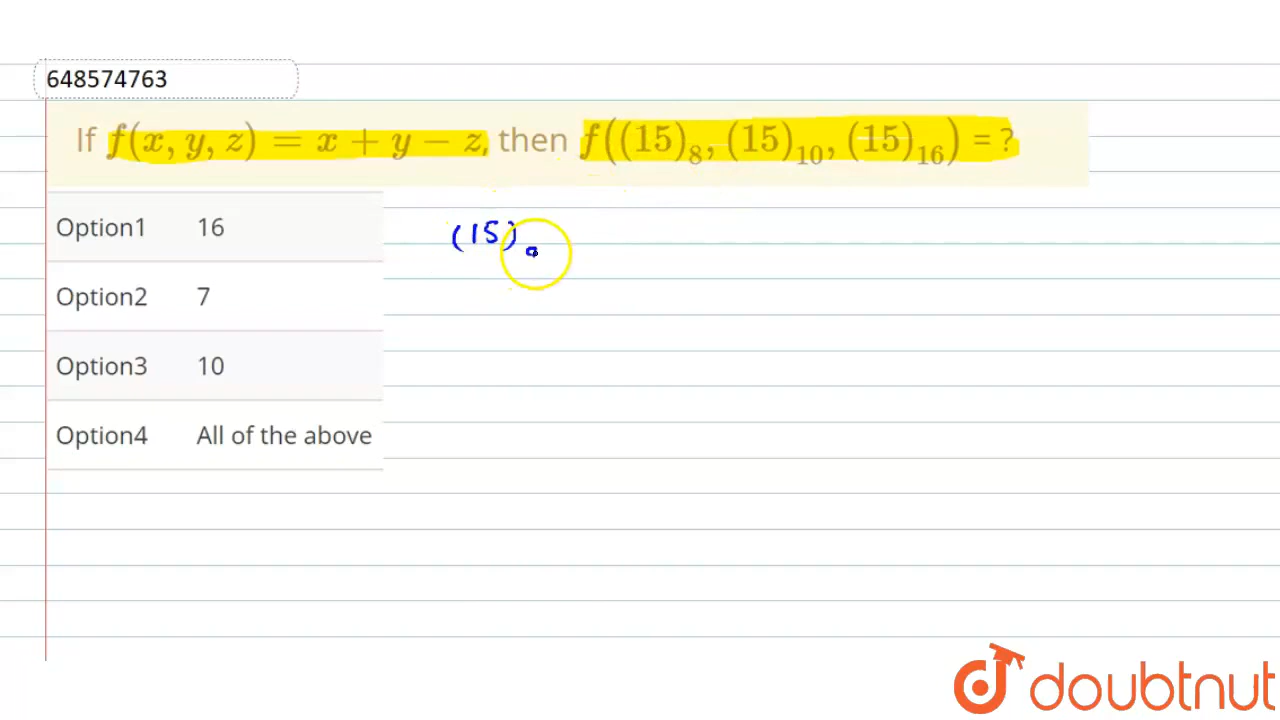 648574763
If f(x, y, z) = x + y − z, then f((15)₈, (15)₁₀, (15)₁₆) = ?
Option1 16
(15)
Option2 7
Option3 10
Option4 All of the above
doubtnut